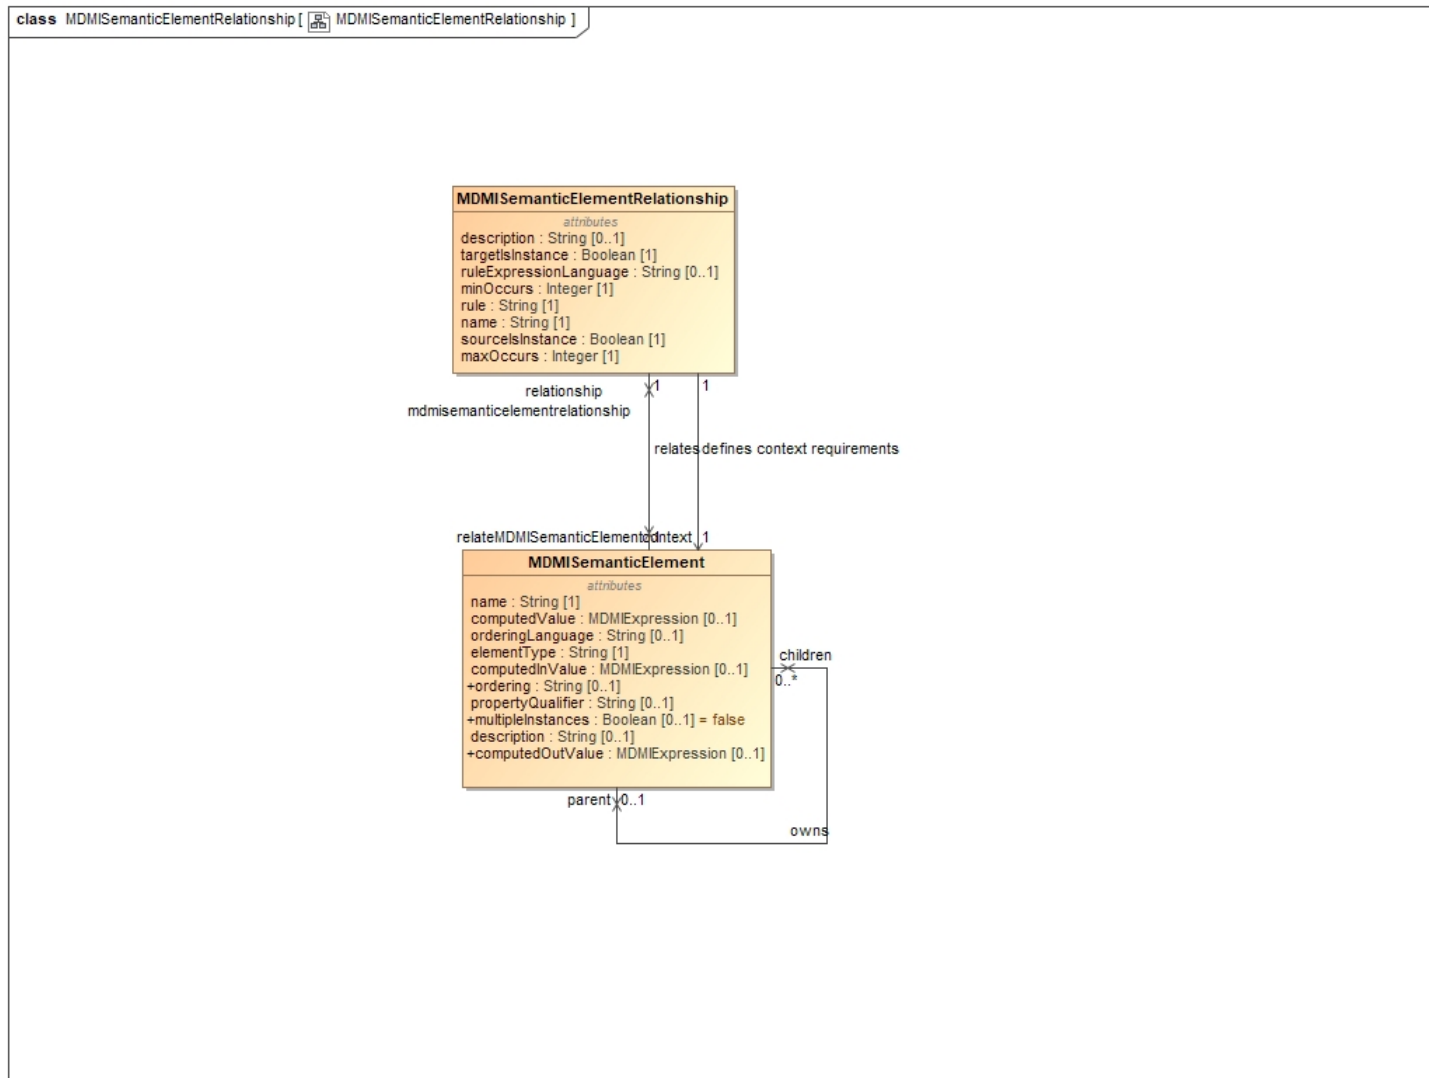 class MDMISemanticElementRelationship [ MDMISemanticElementRelationship ]
MDMISemanticElementRelationship
attributes
description : String [0..1]
targetIsInstance : Boolean [1]
ruleExpressionLanguage : String [0..1]
minOccurs : Integer [1]
rule : String [1]
name : String [1]
sourceIsInstance : Boolean [1]
maxOccurs : Integer [1]
relationship 1 1
mdmisemanticelementrelationship
relates defines context requirements
relateMDMISemanticElement 1 context 1
MDMISemanticElement
attributes
name : String [1]
computedValue : MDMIExpression [0..1]
orderingLanguage : String [0..1]
elementType : String [1]
computedInValue : MDMIExpression [0..1]
+ordering : String [0..1]
propertyQualifier : String [0..1]
+multipleInstances : Boolean [0..1] = false
description : String [0..1]
+computedOutValue : MDMIExpression [0..1]
children
0..*
parent 0..1
owns